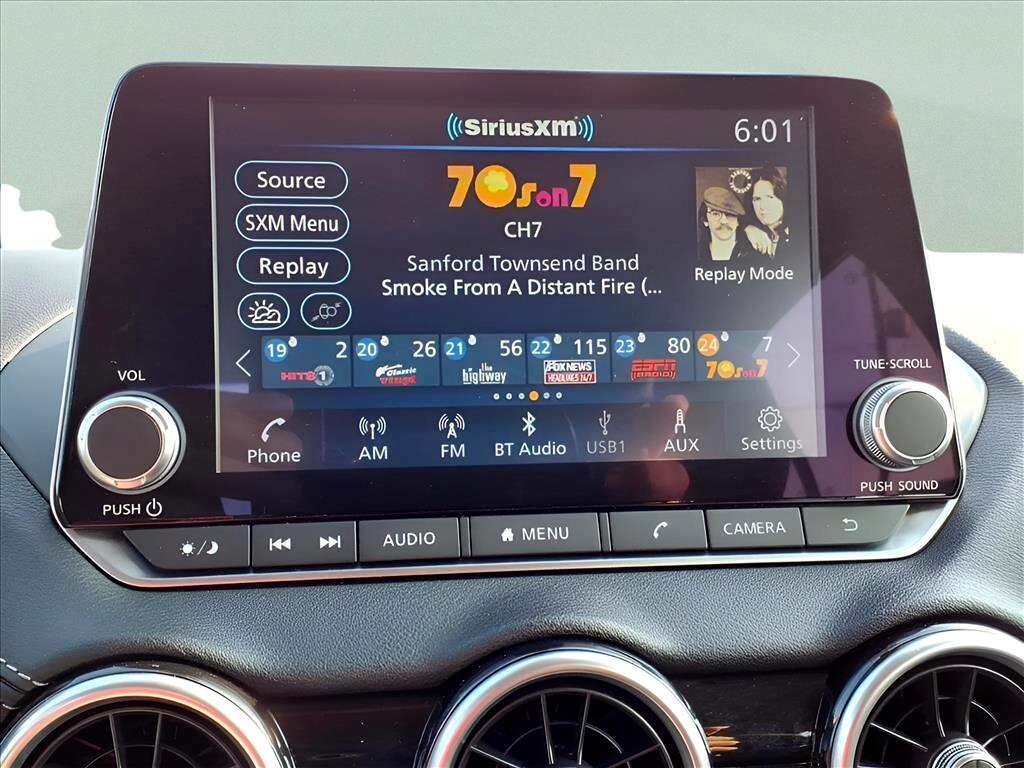 SiriusXM
6:01
Source
70s on 7
SXM Menu
CH7
Replay
Sanford Townsend Band
Smoke From A Distant Fire (...
Replay Mode
19 2 20 26 21 56 22 115 23 80 24 7
HITS 1
Classic Vinyl
the highway
FOX NEWS
HEADLINES 24/7
ESPN
RADIO
70s on 7
Phone AM FM BT Audio USB1 AUX Settings
VOL
PUSH
TUNE·SCROLL
PUSH SOUND
AUDIO MENU CAMERA